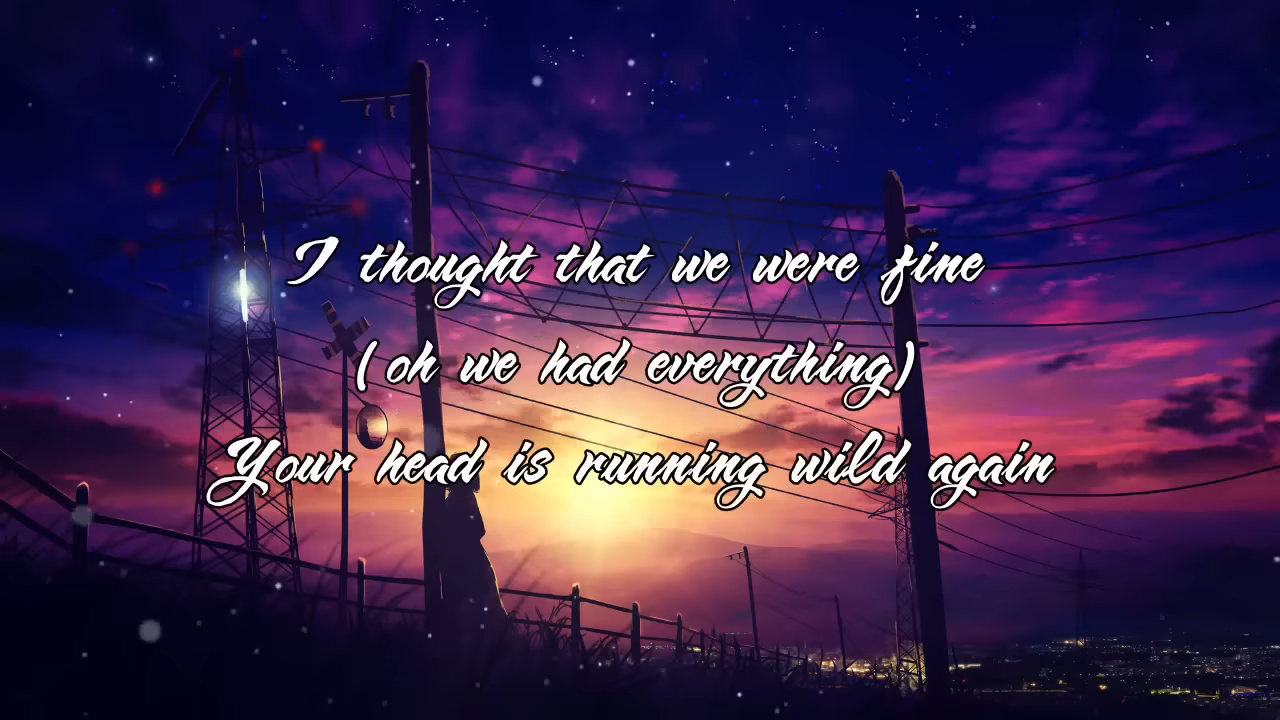 I thought that we were fine
(oh we had everything)
Your head is running wild again